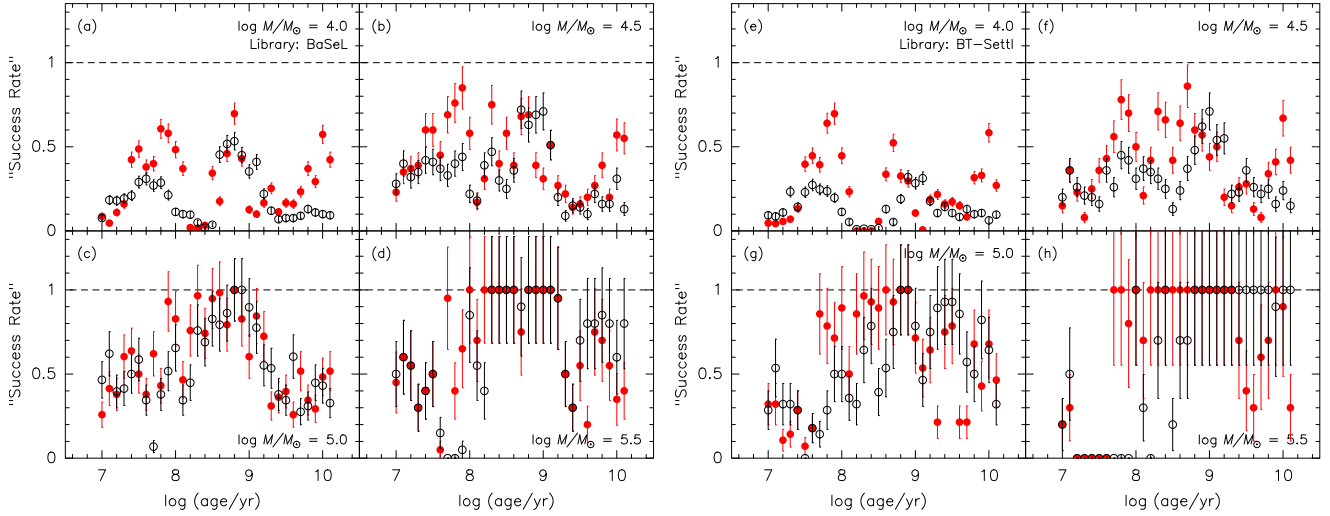 (a) log M/M⊙ = 4.0
Library: BaSeL
(b) log M/M⊙ = 4.5
(e) log M/M⊙ = 4.0
Library: BT−Settl
(f) log M/M⊙ = 4.5
1
0.5
0
"Success Rate"
1
0.5
0
"Success Rate"
(c)
log M/M⊙ = 5.0
(d)
log M/M⊙ = 5.5
(g) log M/M⊙ = 5.0
(h)
log M/M⊙ = 5.5
1
0.5
0
"Success Rate"
1
0.5
0
"Success Rate"
7 8 9 10 7 8 9 10
7 8 9 10 7 8 9 10
log (age/yr) log (age/yr)
log (age/yr) log (age/yr)